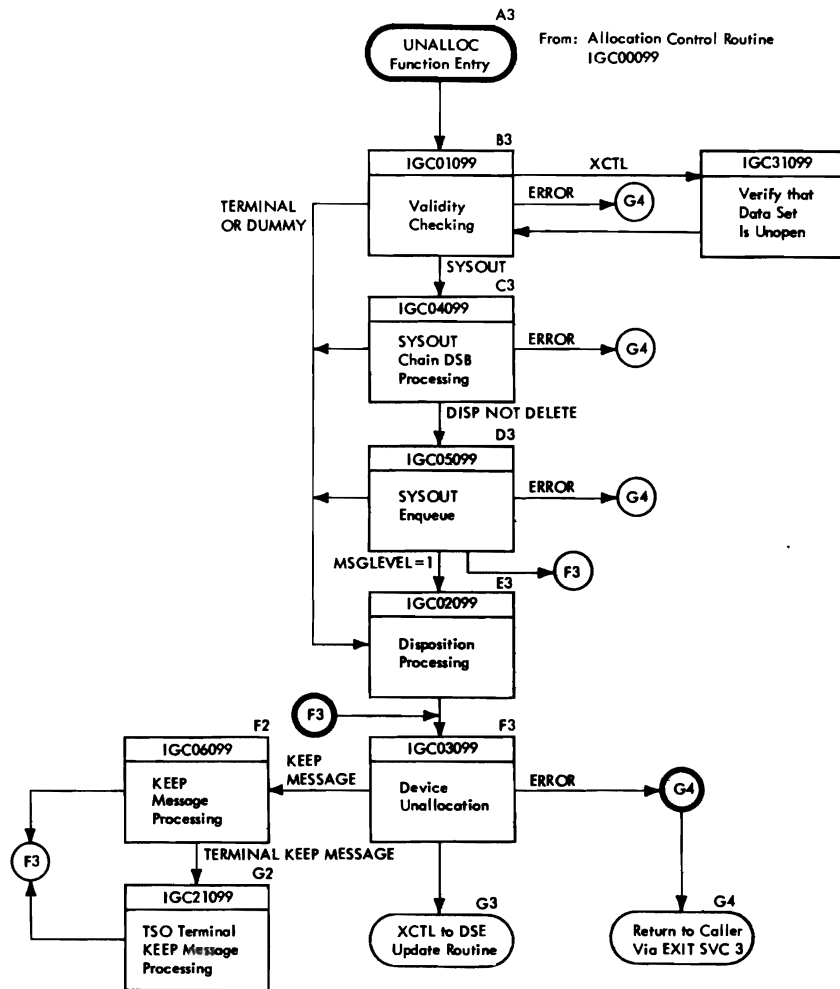 A3
UNALLOC
Function Entry
From: Allocation Control Routine
IGC00099
B3
IGC01099
XCTL
IGC31099
TERMINAL
OR DUMMY
Validity
Checking
ERROR
G4
Verify that
Data Set
Is Unopen
SYSOUT
C3
IGC04099
SYSOUT
Chain DSB
Processing
ERROR
G4
DISP NOT DELETE
D3
IGC05099
SYSOUT
Enqueue
ERROR
G4
MSGLEVEL=1
F3
E3
IGC02099
Disposition
Processing
F3
F2
F3
IGC06099
KEEP
MESSAGE
IGC03099
KEEP
Message
Processing
Device
Unallocation
ERROR
G4
F3
TERMINAL KEEP MESSAGE
G2
IGC21099
TSO Terminal
KEEP Message
Processing
G3
XCTL to DSE
Update Routine
G4
Return to Caller
Via EXIT SVC 3